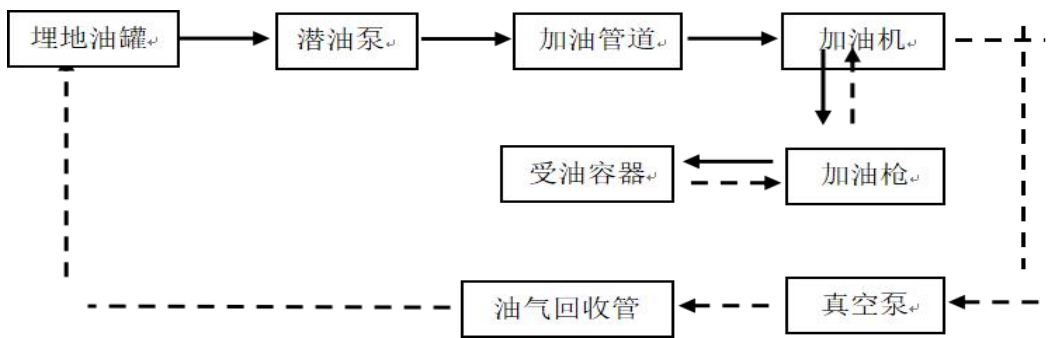 埋地油罐
潜油泵
加油管道
加油机
受油容器
加油枪
油气回收管
真空泵